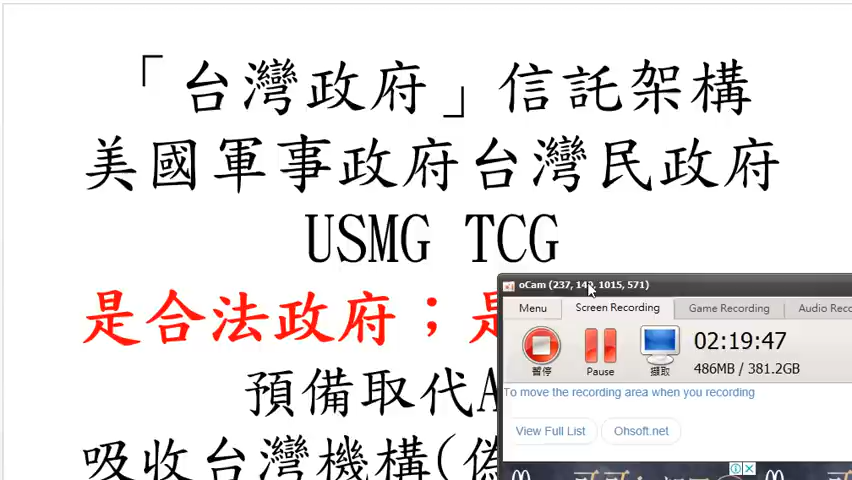 「台灣政府」信託架構
美國軍事政府台灣民政府
USMG TCG
是合法政府；是
預備取代A
吸收台灣機構(偽
oCam (237, 14, 1015, 571)
Menu
Screen Recording
Game Recording
Audio Reco
02:19:47
486MB / 381.2GB
暂停
Pause
擷取
To move the recording area when you recording
View Full List
Ohsoft.net